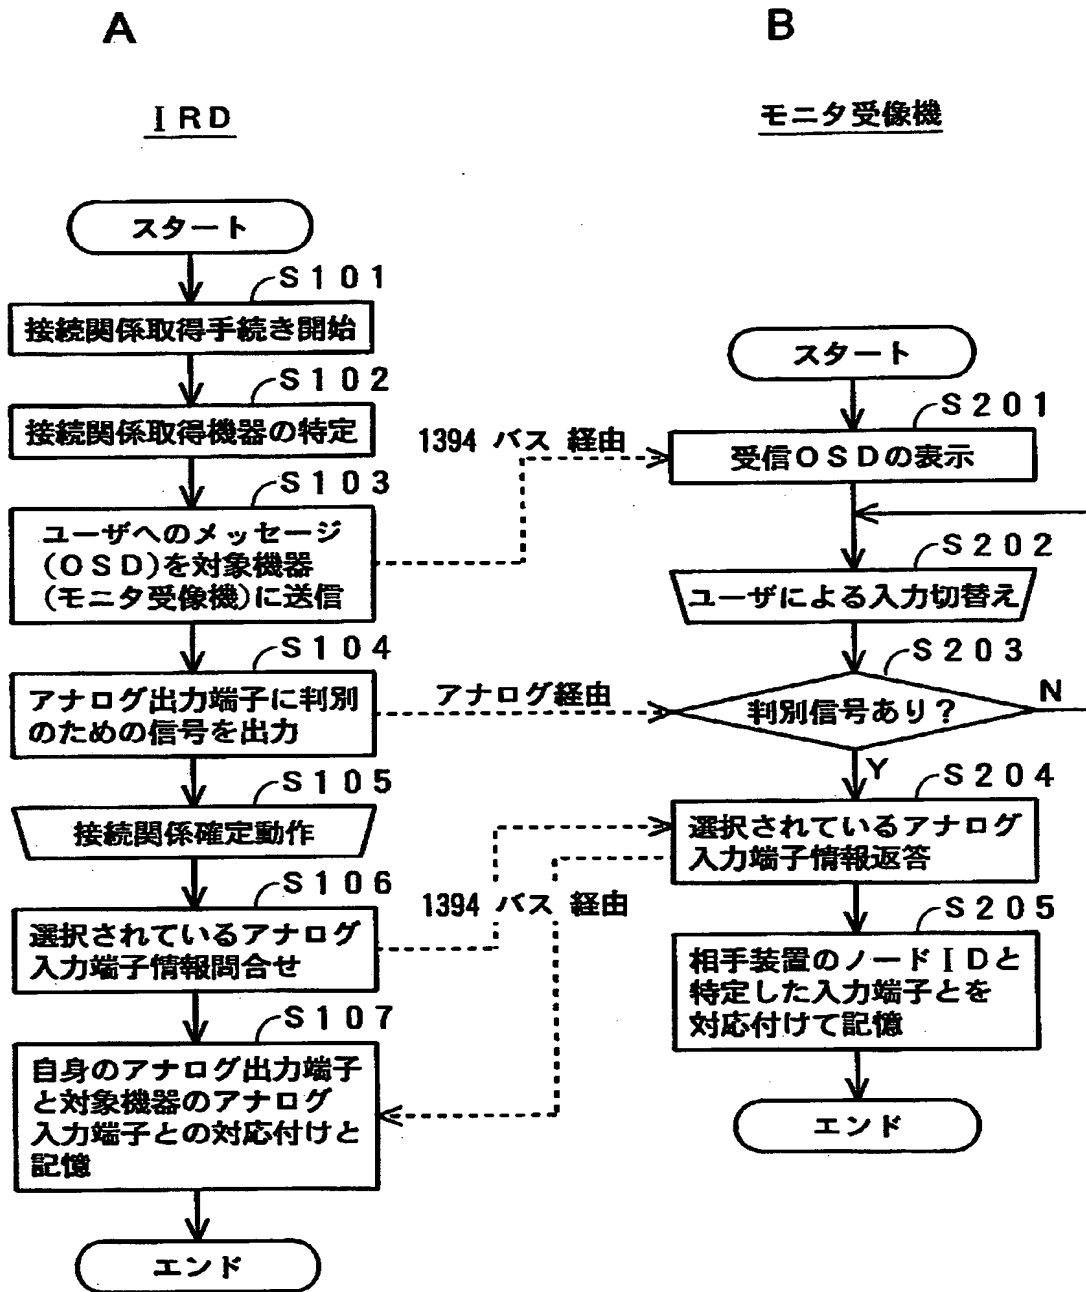 A
IRD
スタート
S101
接続関係取得手続き開始
S102
接続関係取得機器の特定
S103
ユーザへのメッセージ
(OSD)を対象機器
(モニタ受像機)に送信
S104
アナログ出力端子に判別
のための信号を出力
S105
接続関係確定動作
S106
選択されているアナログ
入力端子情報問合せ
S107
自身のアナログ出力端子
と対象機器のアナログ
入力端子との対応付けと
記憶
エンド
1394 バス 経由
アナログ経由
1394 バス 経由
B
モニタ受像機
スタート
S201
受信OSDの表示
S202
ユーザによる入力切替え
S203
判別信号あり?
N
Y
S204
選択されているアナログ
入力端子情報返答
S205
相手装置のノードIDと
特定した入力端子とを
対応付けて記憶
エンド